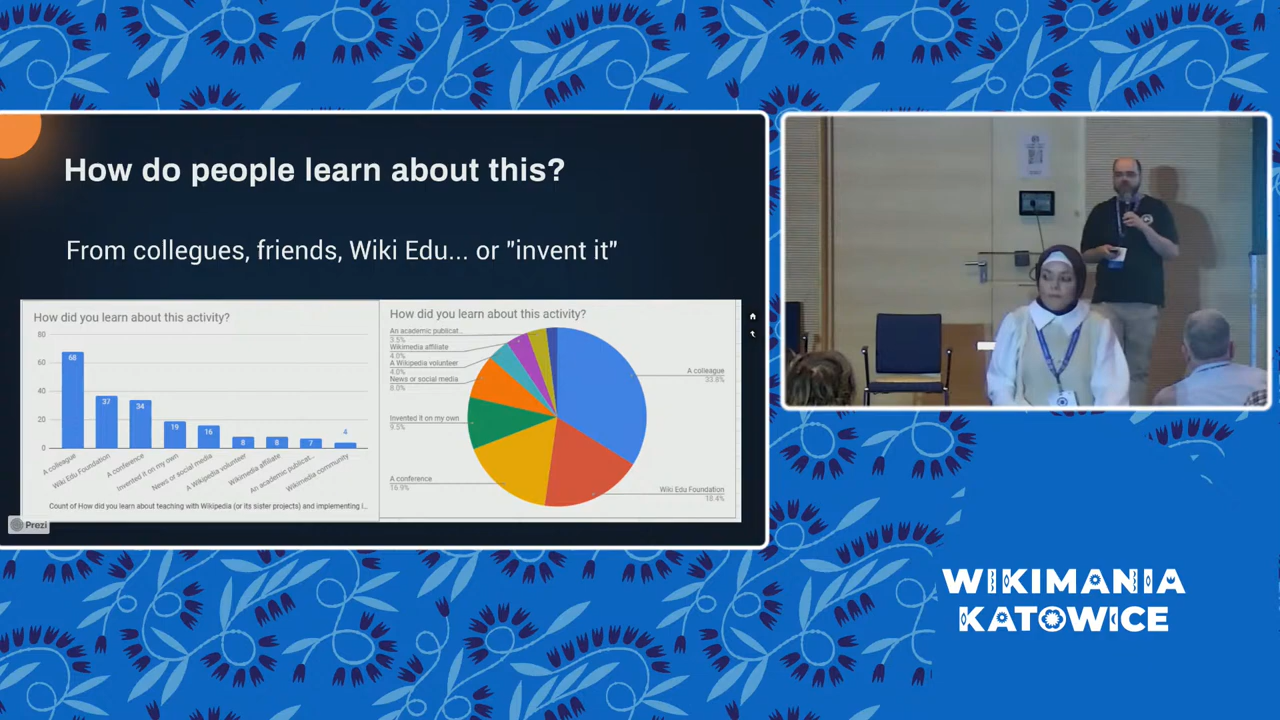 How do people learn about this?
From collegues, friends, Wiki Edu... or "invent it"
How did you learn about this activity?
80
60
40
20
0
68
37
34
19
16
8
8
7
4
A colleague
Wiki Edu Foundation
A conference
Invented it on my own
News or social media
A Wikipedia volunteer
Wikimedia affiliate
An academic publicat...
Wikimedia community
Count of How did you learn about teaching with Wikipedia (or its sister projects) and implementing i...
How did you learn about this activity?
An academic publicat...
3.5%
Wikimedia affiliate
4.0%
A Wikipedia volunteer
4.0%
News or social media
8.0%
Invented it on my own
9.5%
A conference
16.9%
A colleague
33.8%
Wiki Edu Foundation
18.4%
Prezi
WIKIMANIA
KATOWICE